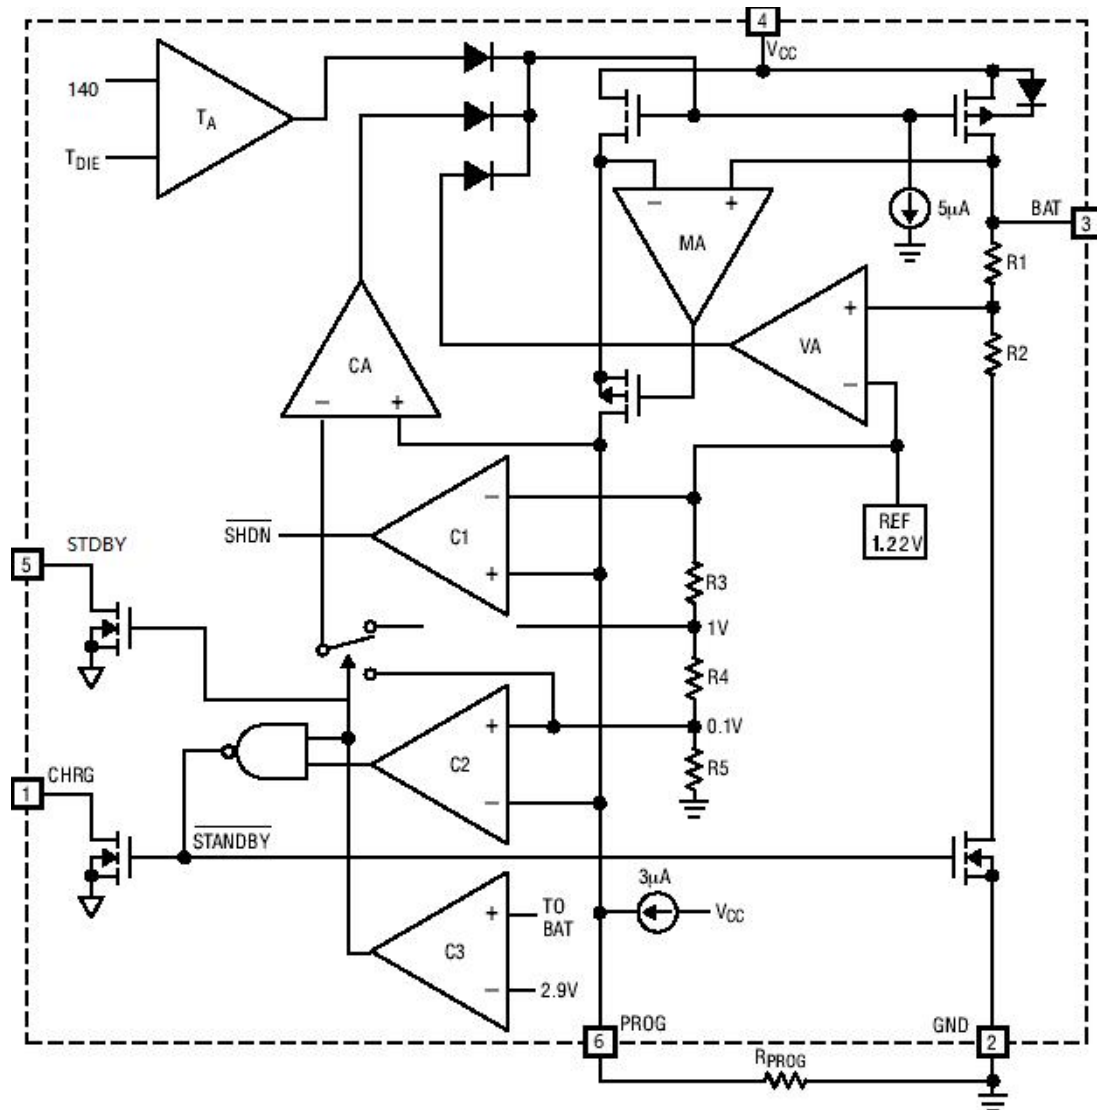 4
VCC
140
TA
TDIE
− +
MA
5µA
BAT
3
R1
+
VA
−
R2
CA
− +
−
SHDN
C1
+
REF
1.22V
STDBY
5
R3
1V
R4
+
0.1V
C2
R5
CHRG
1
−
STANDBY
3µA
VCC
+
TO
BAT
C3
−
2.9V
PROG
GND
6
2
RPROG